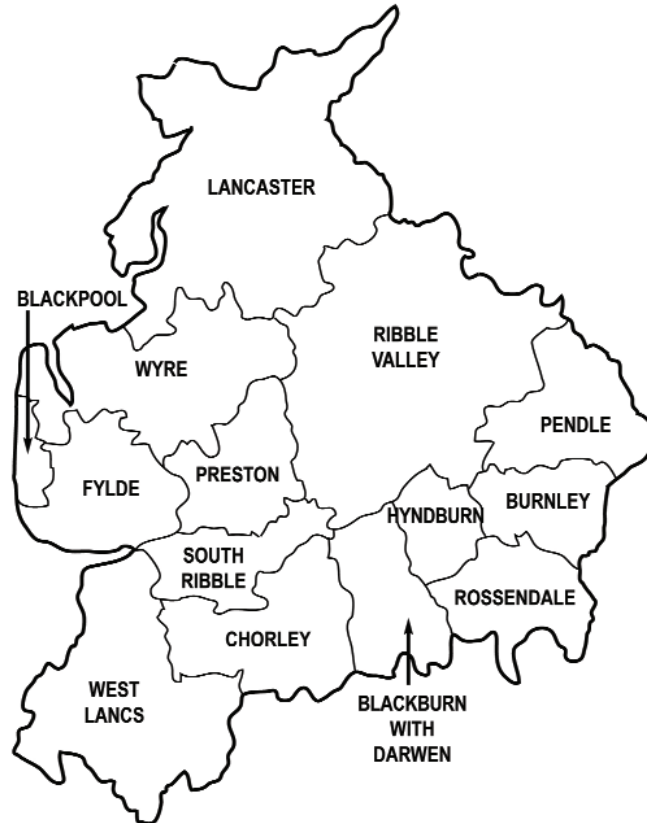 LANCASTER
BLACKPOOL
RIBBLE
VALLEY
WYRE
PENDLE
FYLDE
PRESTON
HYNDBURN
BURNLEY
SOUTH
RIBBLE
ROSSENDALE
CHORLEY
WEST
LANCS
BLACKBURN
WITH
DARWEN